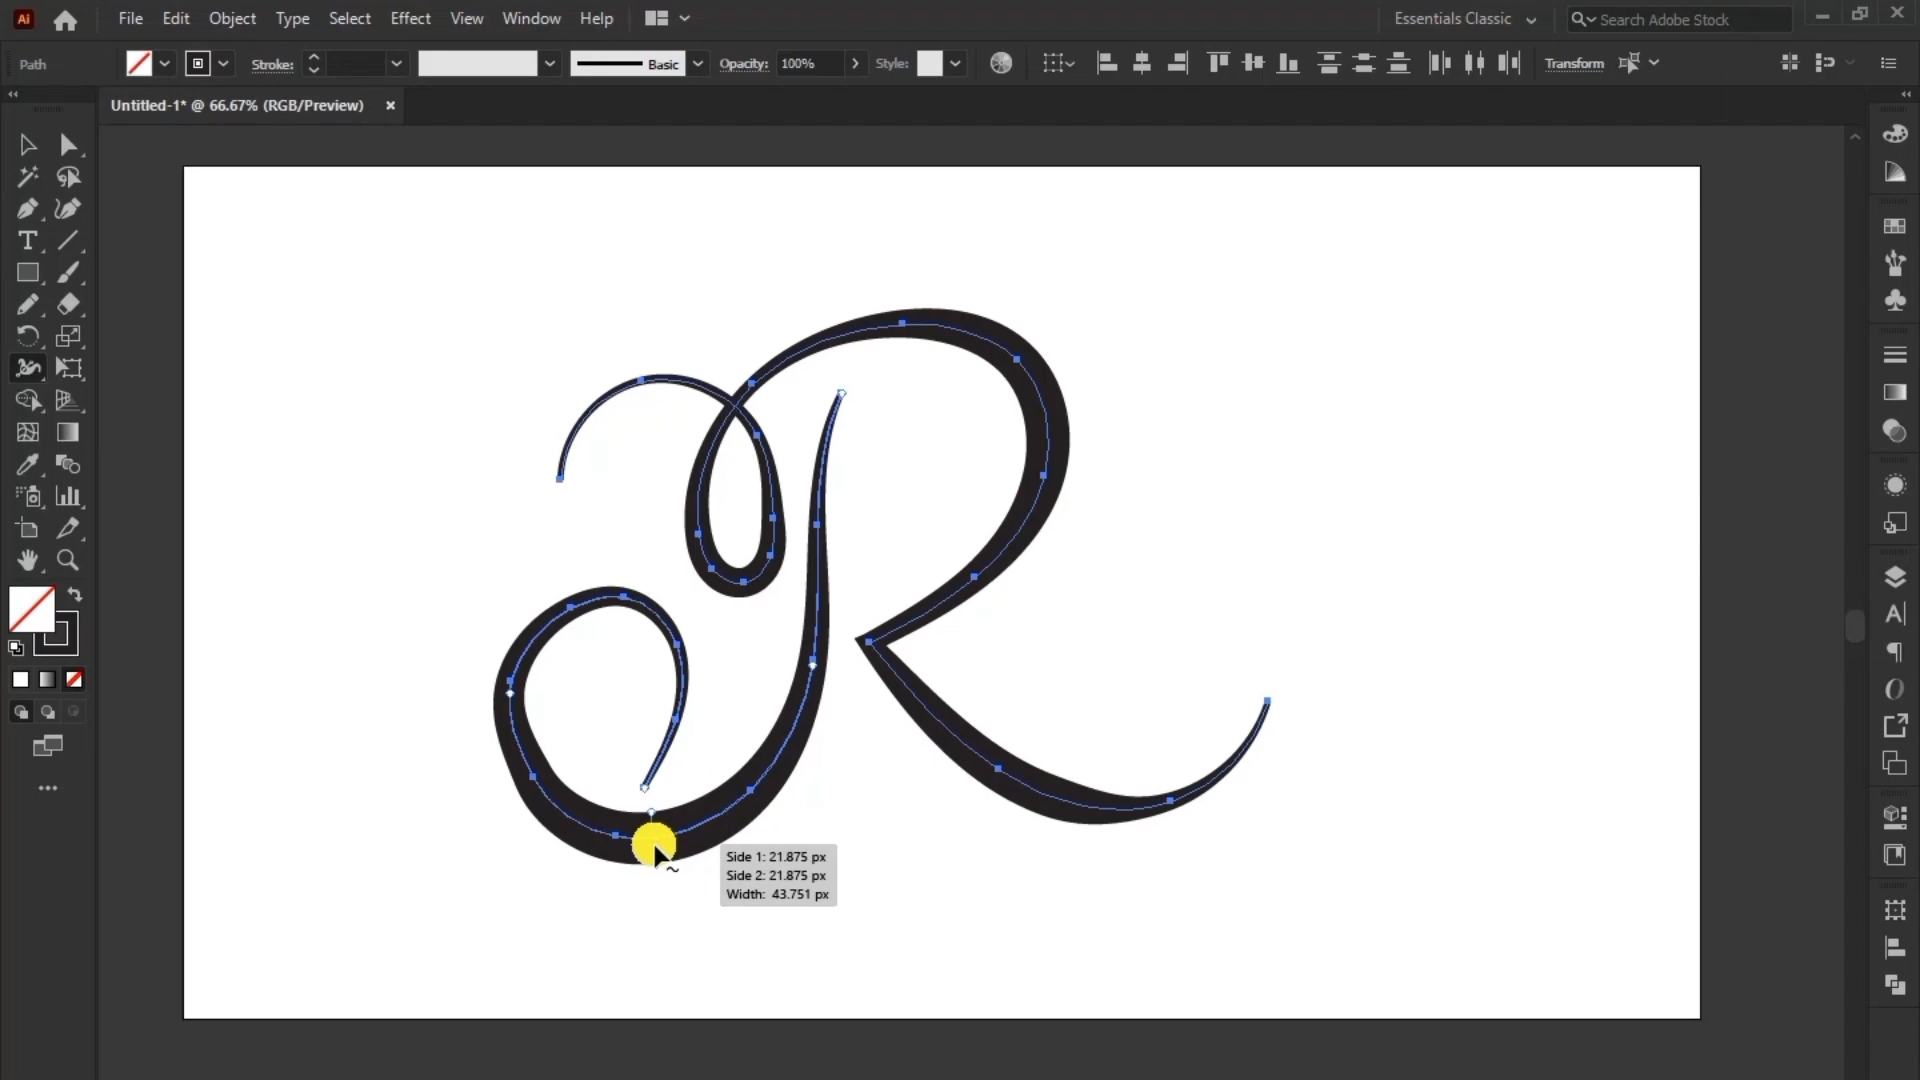 Ai File Edit Object Type Select Effect View Window Help Essentials Classic Search Adobe Stock
Path Stroke: Basic Opacity: 100% Style: Transform
Untitled-1* @ 66.67% (RGB/Preview)
R
Side 1: 21.875 px
Side 2: 21.875 px
Width: 43.751 px